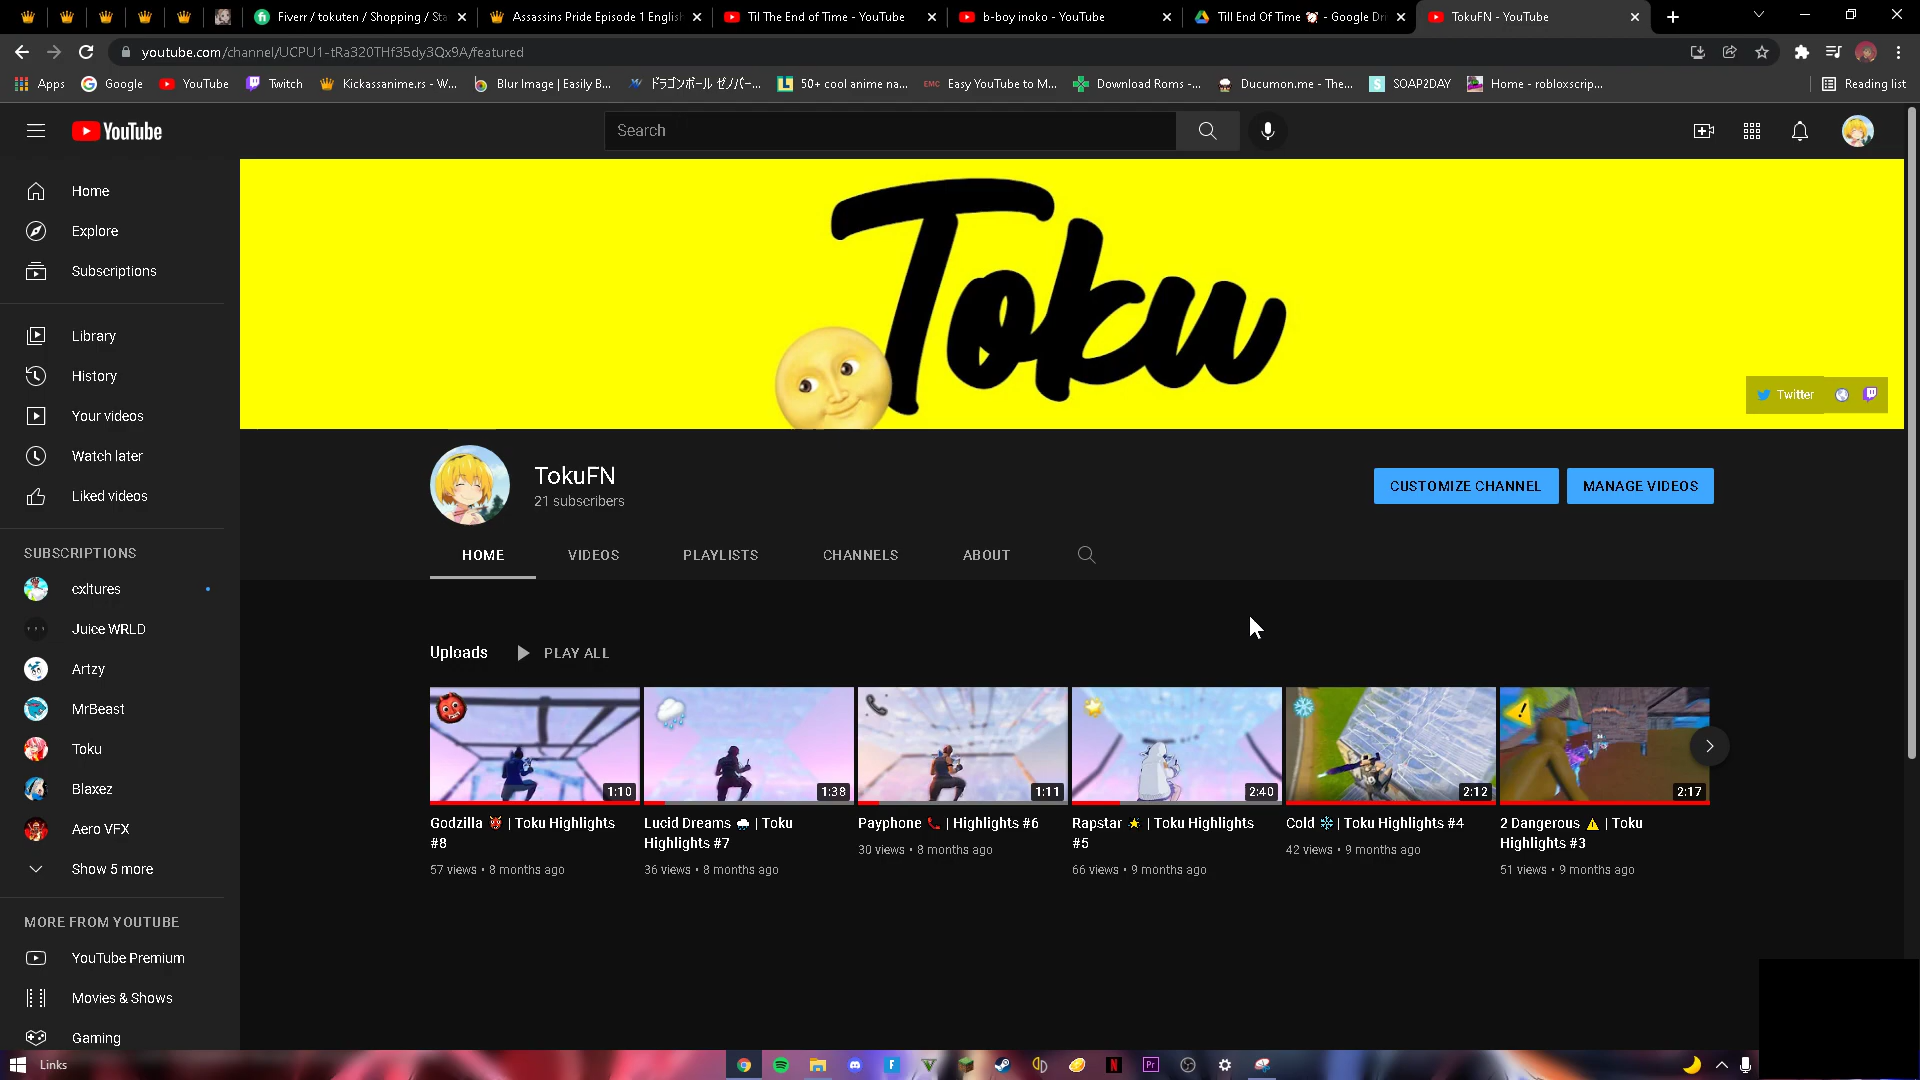 Fiverr / tokuten / Shopping / Sta
Assassins Pride Episode 1 English
Til The End of Time - YouTube
b-boy inoko - YouTube
Till End Of Time ⏰ - Google Dri
TokuFN - YouTube
youtube.com/channel/UCPU1-tRa320THf35dy3Qx9A/featured
Apps
Google
YouTube
Twitch
Kickassanime.rs - W...
Blur Image | Easily B...
ドラゴンボール ゼノバー...
50+ cool anime na...
EMC
Easy YouTube to M...
Download Roms -...
Ducumon.me - The...
SOAP2DAY
Home - robloxscrip...
Reading list
YouTube
Search
Home
Explore
Subscriptions
Library
History
Your videos
Watch later
Liked videos
SUBSCRIPTIONS
cxltures
Juice WRLD
Artzy
MrBeast
Toku
Blaxez
Aero VFX
Show 5 more
MORE FROM YOUTUBE
YouTube Premium
Movies & Shows
Gaming
Toku
Twitter
TokuFN
21 subscribers
CUSTOMIZE CHANNEL
MANAGE VIDEOS
HOME
VIDEOS
PLAYLISTS
CHANNELS
ABOUT
Uploads
PLAY ALL
1:10
1:38
1:11
2:40
2:12
2:17
Godzilla 👹 | Toku Highlights
#8
57 views • 8 months ago
Lucid Dreams 🌧 | Toku
Highlights #7
36 views • 8 months ago
Payphone 📞 | Highlights #6
30 views • 8 months ago
Rapstar ⭐ | Toku Highlights
#5
66 views • 9 months ago
Cold ❄ | Toku Highlights #4
42 views • 9 months ago
2 Dangerous ⚠ | Toku
Highlights #3
51 views • 9 months ago
Links
Pr